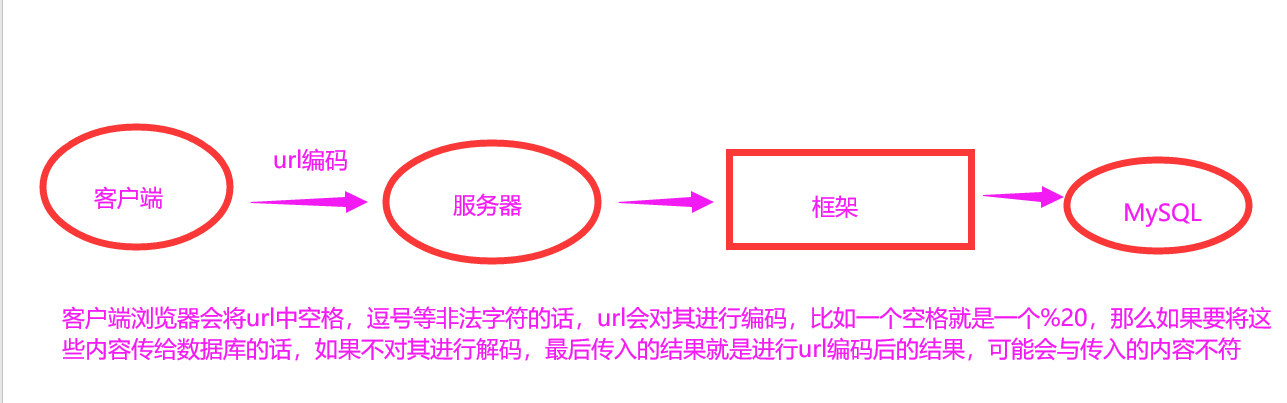 url编码
客户端
服务器
框架
MySQL
客户端浏览器会将url中空格，逗号等非法字符的话，url会对其进行编码，比如一个空格就是一个%20，那么如果要将这
些内容传给数据库的话，如果不对其进行解码，最后传入的结果就是进行url编码后的结果，可能会与传入的内容不符